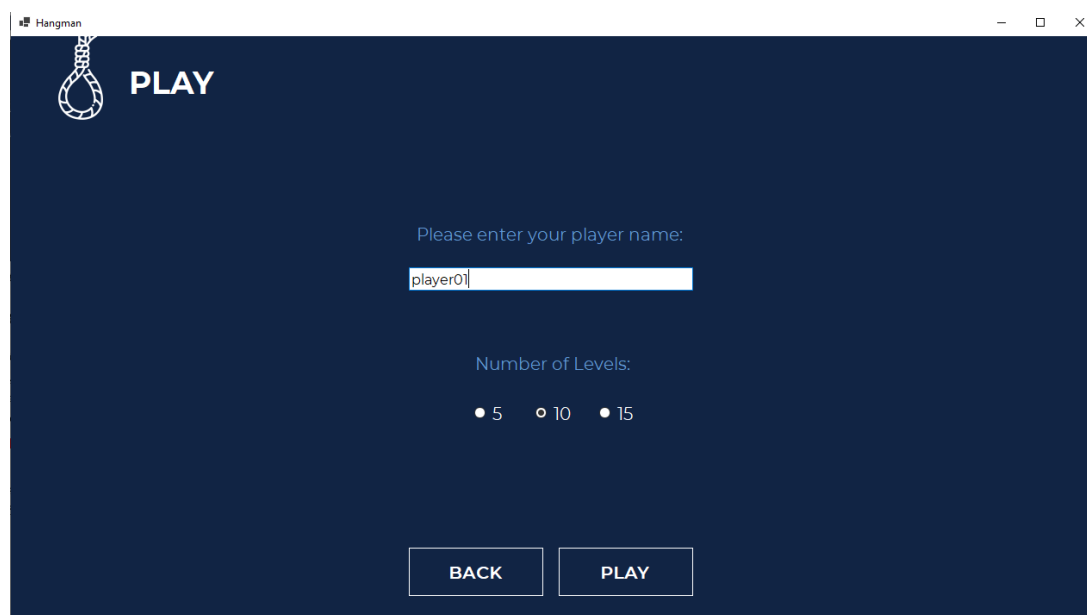 Hangman
PLAY
Please enter your player name:
player01
Number of Levels:
5 10 15
BACK PLAY